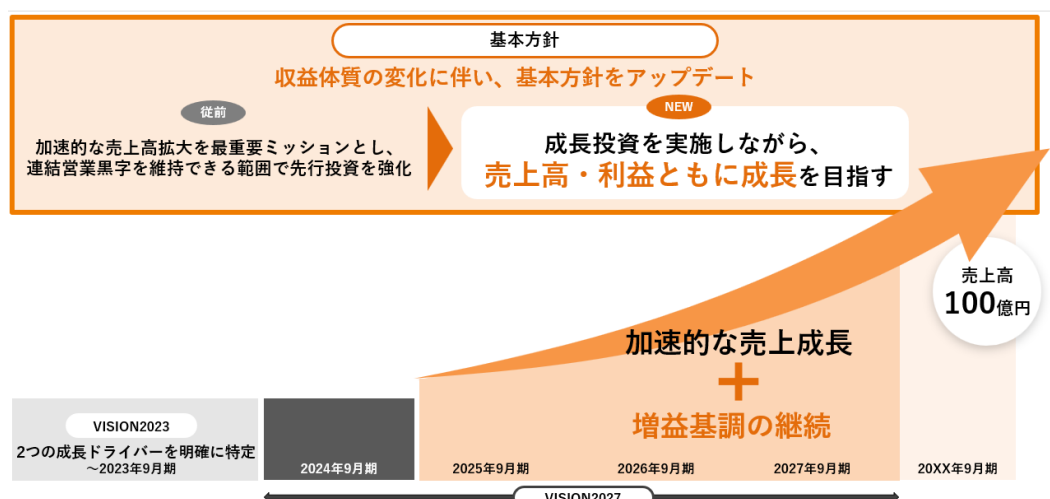 基本方針
収益体質の変化に伴い、基本方針をアップデート
従前
加速的な売上高拡大を最重要ミッションとし、
連結営業黒字を維持できる範囲で先行投資を強化
NEW
成長投資を実施しながら、
売上高・利益ともに成長を目指す
売上高
100億円
加速的な売上成長
+
増益基調の継続
VISION2023
2つの成長ドライバーを明確に特定
～2023年9月期
2024年9月期
2025年9月期
2026年9月期
2027年9月期
20XX年9月期
VISION2027